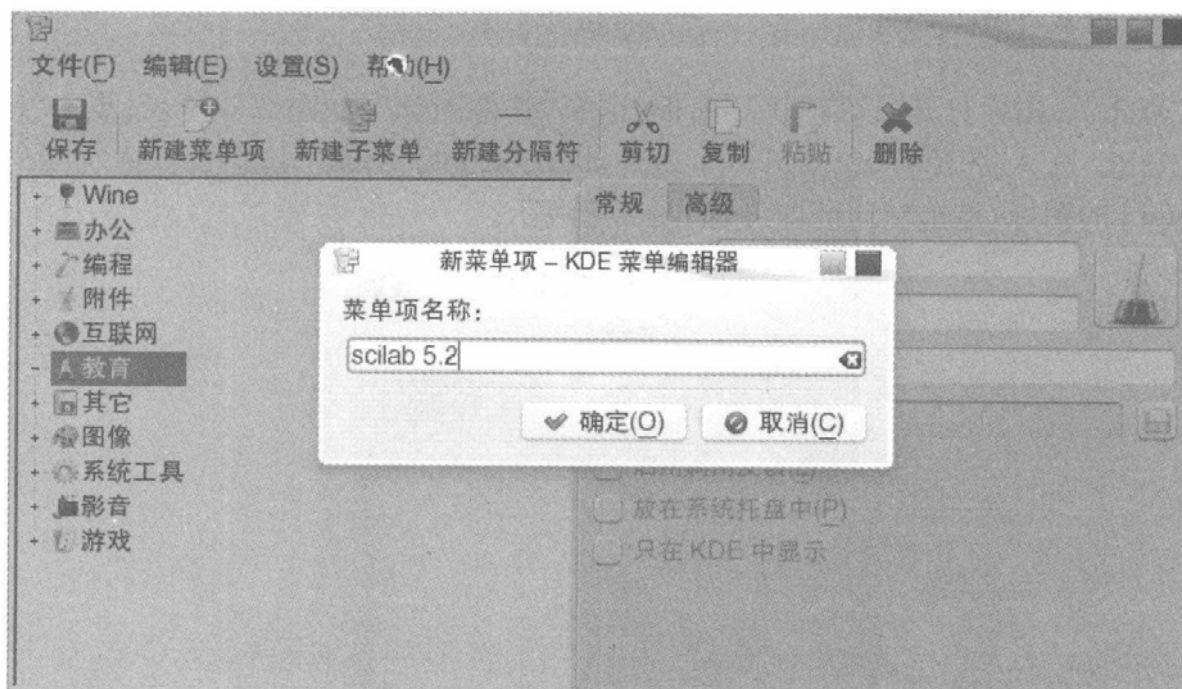 文件(F) 编辑(E) 设置(S) 帮助(H)
保存 新建菜单项 新建子菜单 新建分隔符 剪切 复制 粘贴 删除
Wine
办公
编程
附件
互联网
教育
其它
图像
系统工具
影音
游戏
常规 高级
新菜单项 – KDE 菜单编辑器
菜单项名称:
scilab 5.2
确定(O) 取消(C)
放在系统托盘中(P)
只在 KDE 中显示